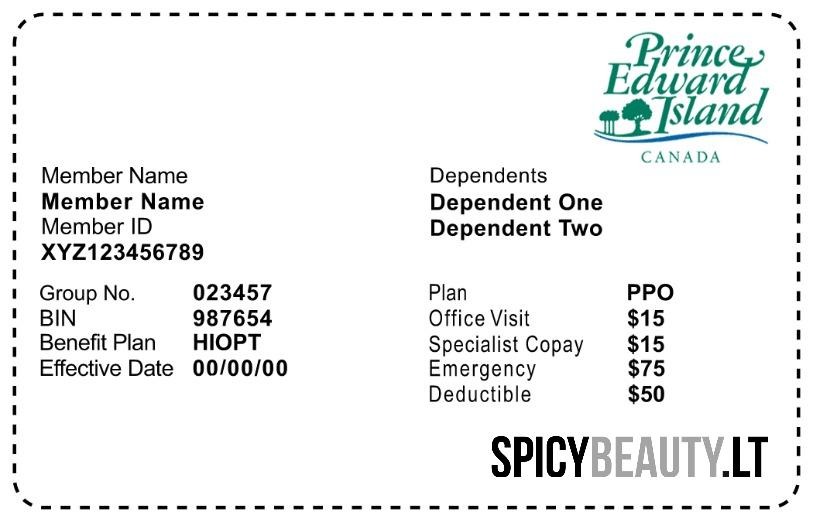 Prince
Edward
Island
CANADA
Member Name
Member Name
Member ID
XYZ123456789
Dependents
Dependent One
Dependent Two
Group No. 023457
BIN 987654
Benefit Plan HIOPT
Effective Date 00/00/00
Plan PPO
Office Visit $15
Specialist Copay $15
Emergency $75
Deductible $50
SPICYBEAUTY.LT